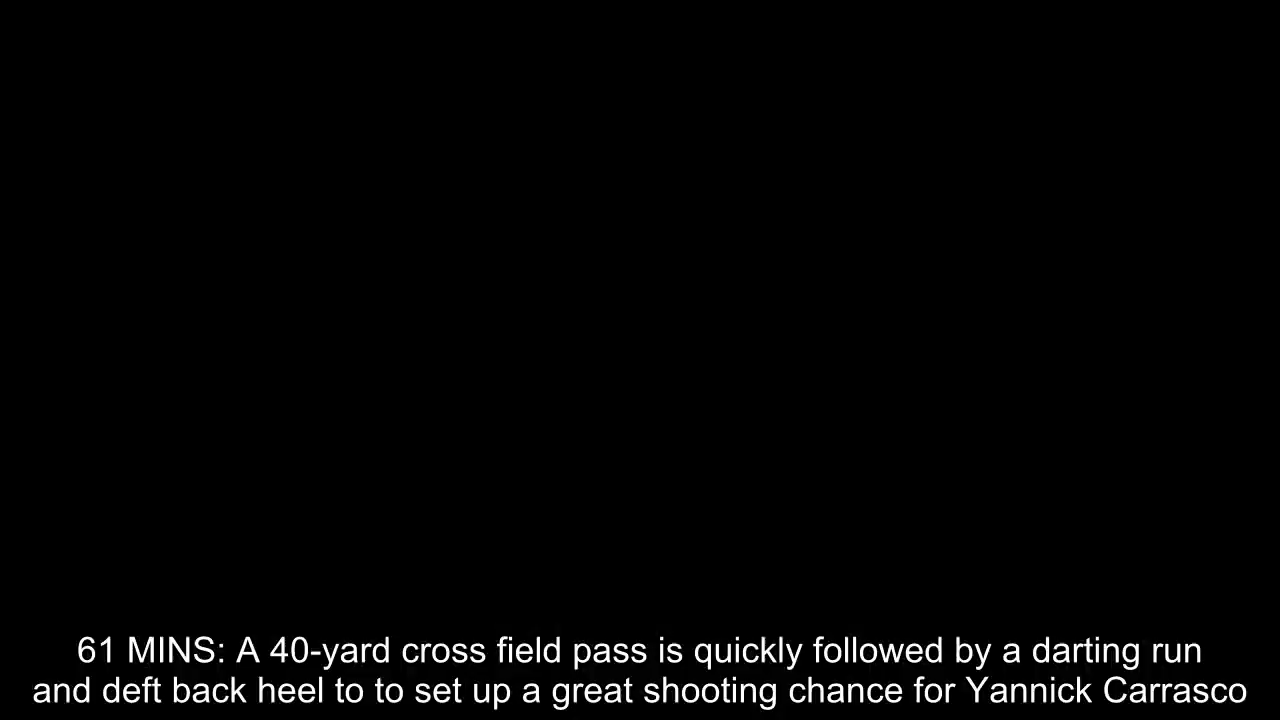 61 MINS: A 40-yard cross field pass is quickly followed by a darting run
and deft back heel to to set up a great shooting chance for Yannick Carrasco